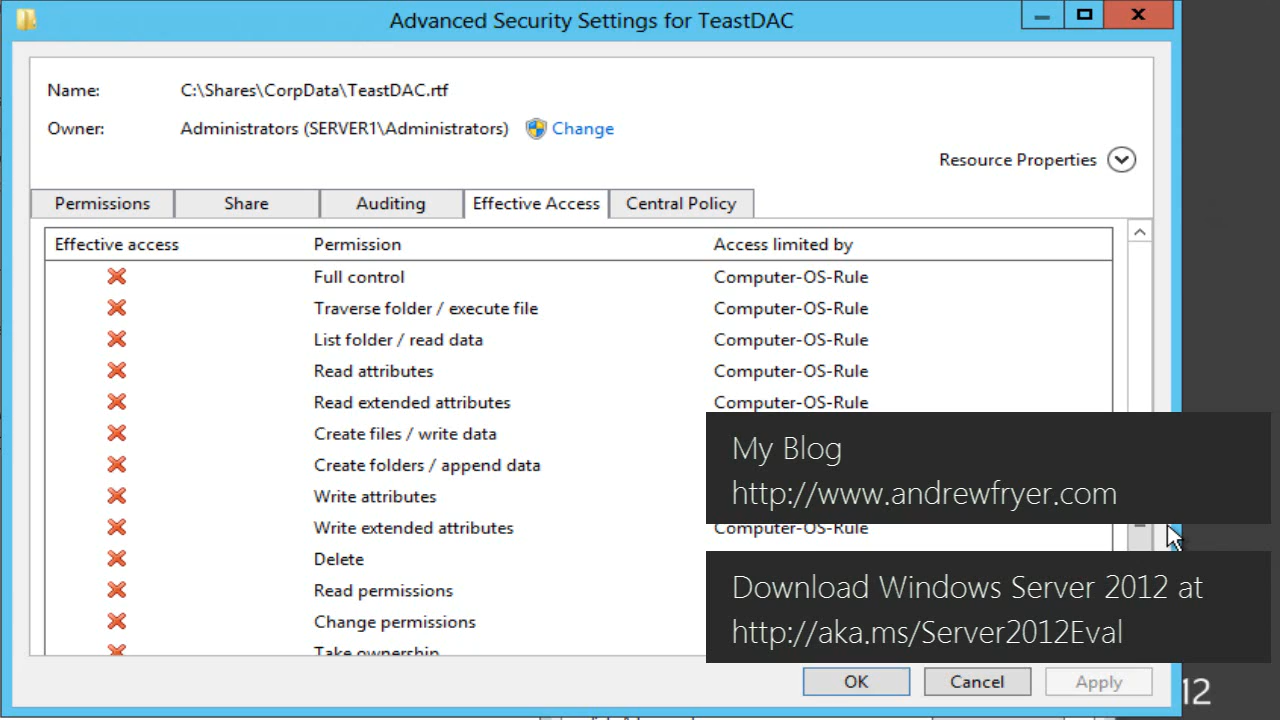 Advanced Security Settings for TeastDAC
Name: C:\Shares\CorpData\TeastDAC.rtf
Owner: Administrators (SERVER1\Administrators) Change
Resource Properties
Permissions Share Auditing Effective Access Central Policy
Effective access Permission Access limited by
Full control Computer-OS-Rule
Traverse folder / execute file Computer-OS-Rule
List folder / read data Computer-OS-Rule
Read attributes Computer-OS-Rule
Read extended attributes Computer-OS-Rule
Create files / write data
Create folders / append data
Write attributes
Write extended attributes Computer-OS-Rule
Delete
Read permissions
Change permissions
Take ownership
My Blog
http://www.andrewfryer.com
Download Windows Server 2012 at
http://aka.ms/Server2012Eval
OK Cancel Apply
12